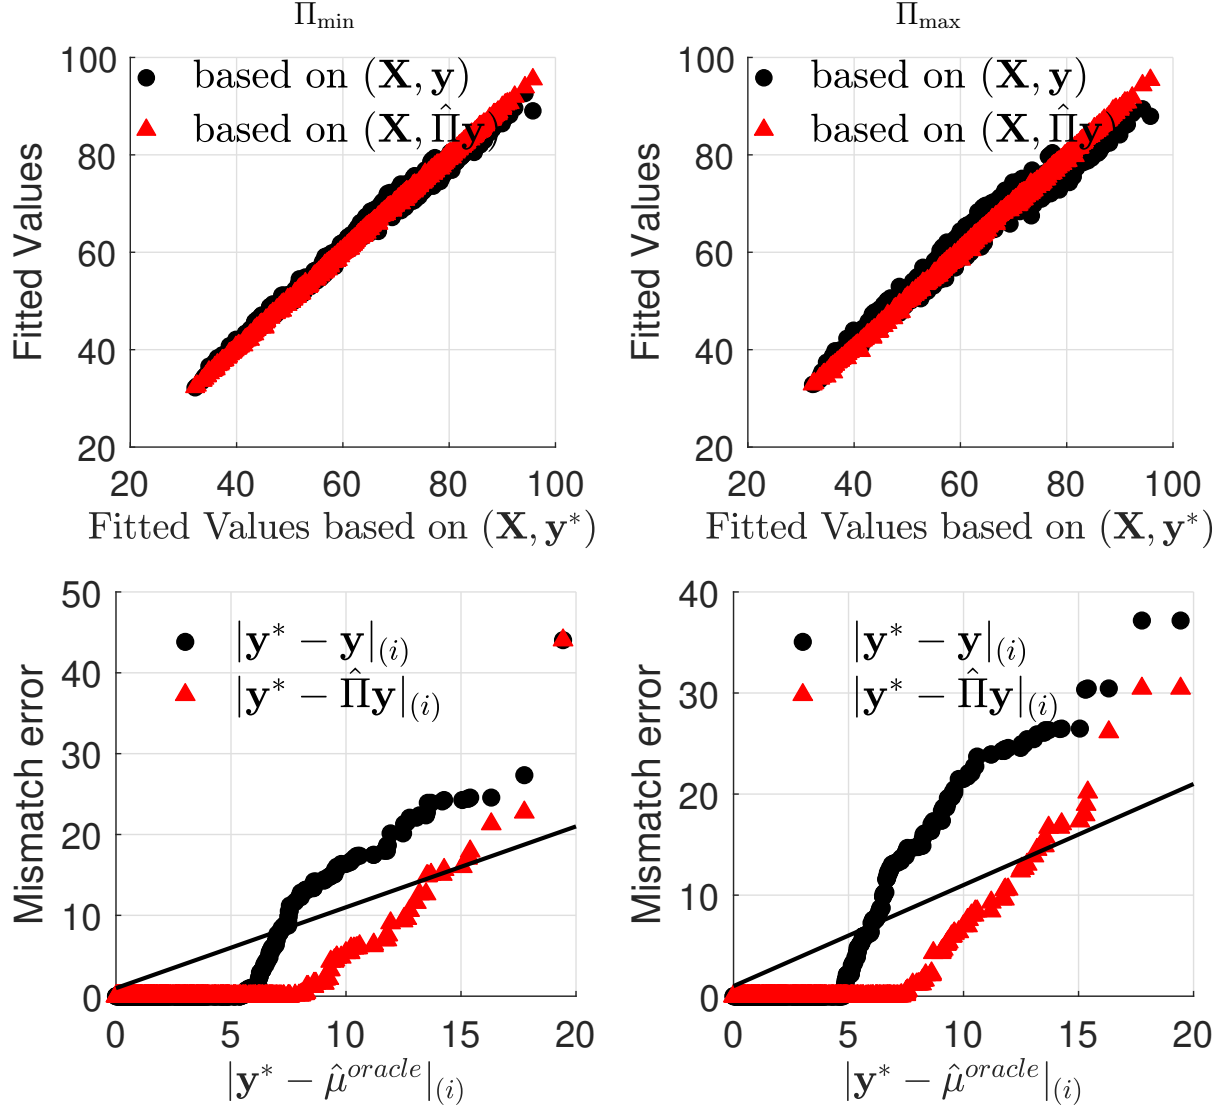 Π_min
100
80
60
40
20
20 40 60 80 100
Fitted Values
Fitted Values based on (X, y*)
based on (X, y)
based on (X, Π̂y)
Π_max
100
80
60
40
20
20 40 60 80 100
Fitted Values
Fitted Values based on (X, y*)
based on (X, y)
based on (X, Π̂y)
50
40
30
20
10
0
0 5 10 15 20
Mismatch error
|y* − μ̂^oracle|_(i)
|y* − y|_(i)
|y* − Π̂y|_(i)
40
30
20
10
0
0 5 10 15 20
Mismatch error
|y* − μ̂^oracle|_(i)
|y* − y|_(i)
|y* − Π̂y|_(i)